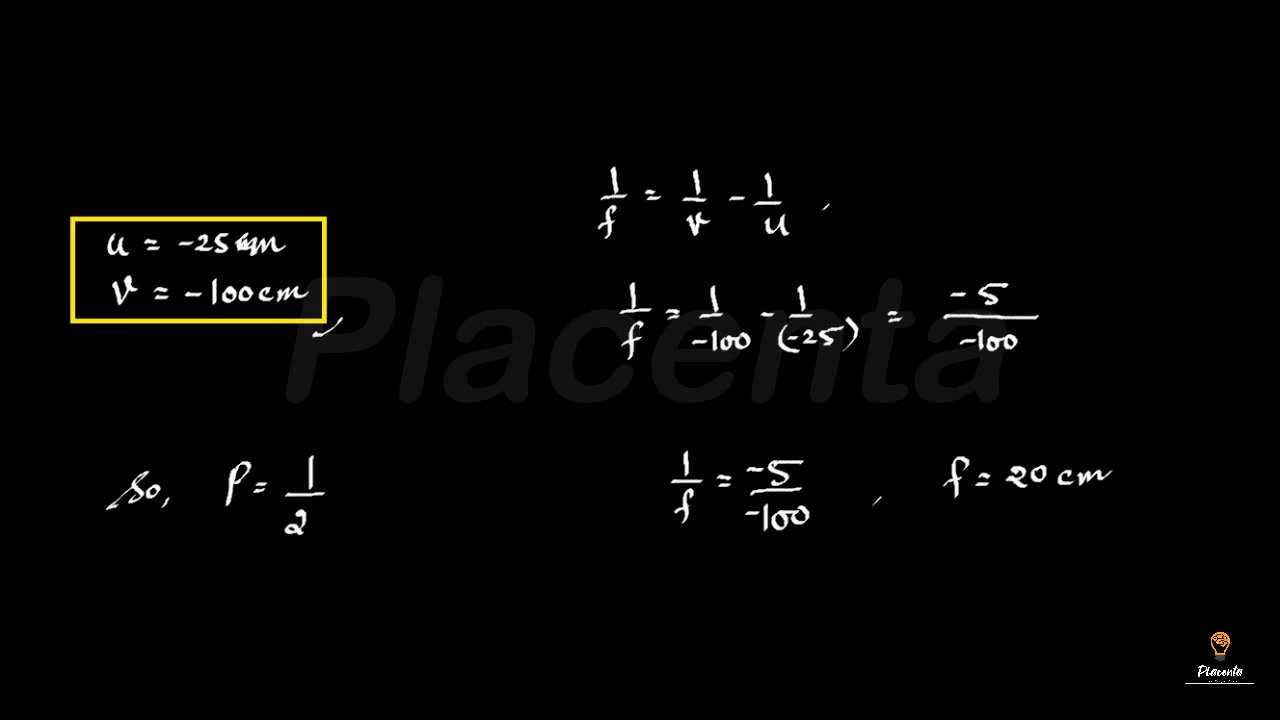 1/f = 1/v - 1/u ,
u = -25 cm
v = -100 cm
1/f = 1/-100 - 1/(-25) = -5/-100
Placenta
So, P = 1/2
1/f = -5/-100 , f = 20 cm
Placenta